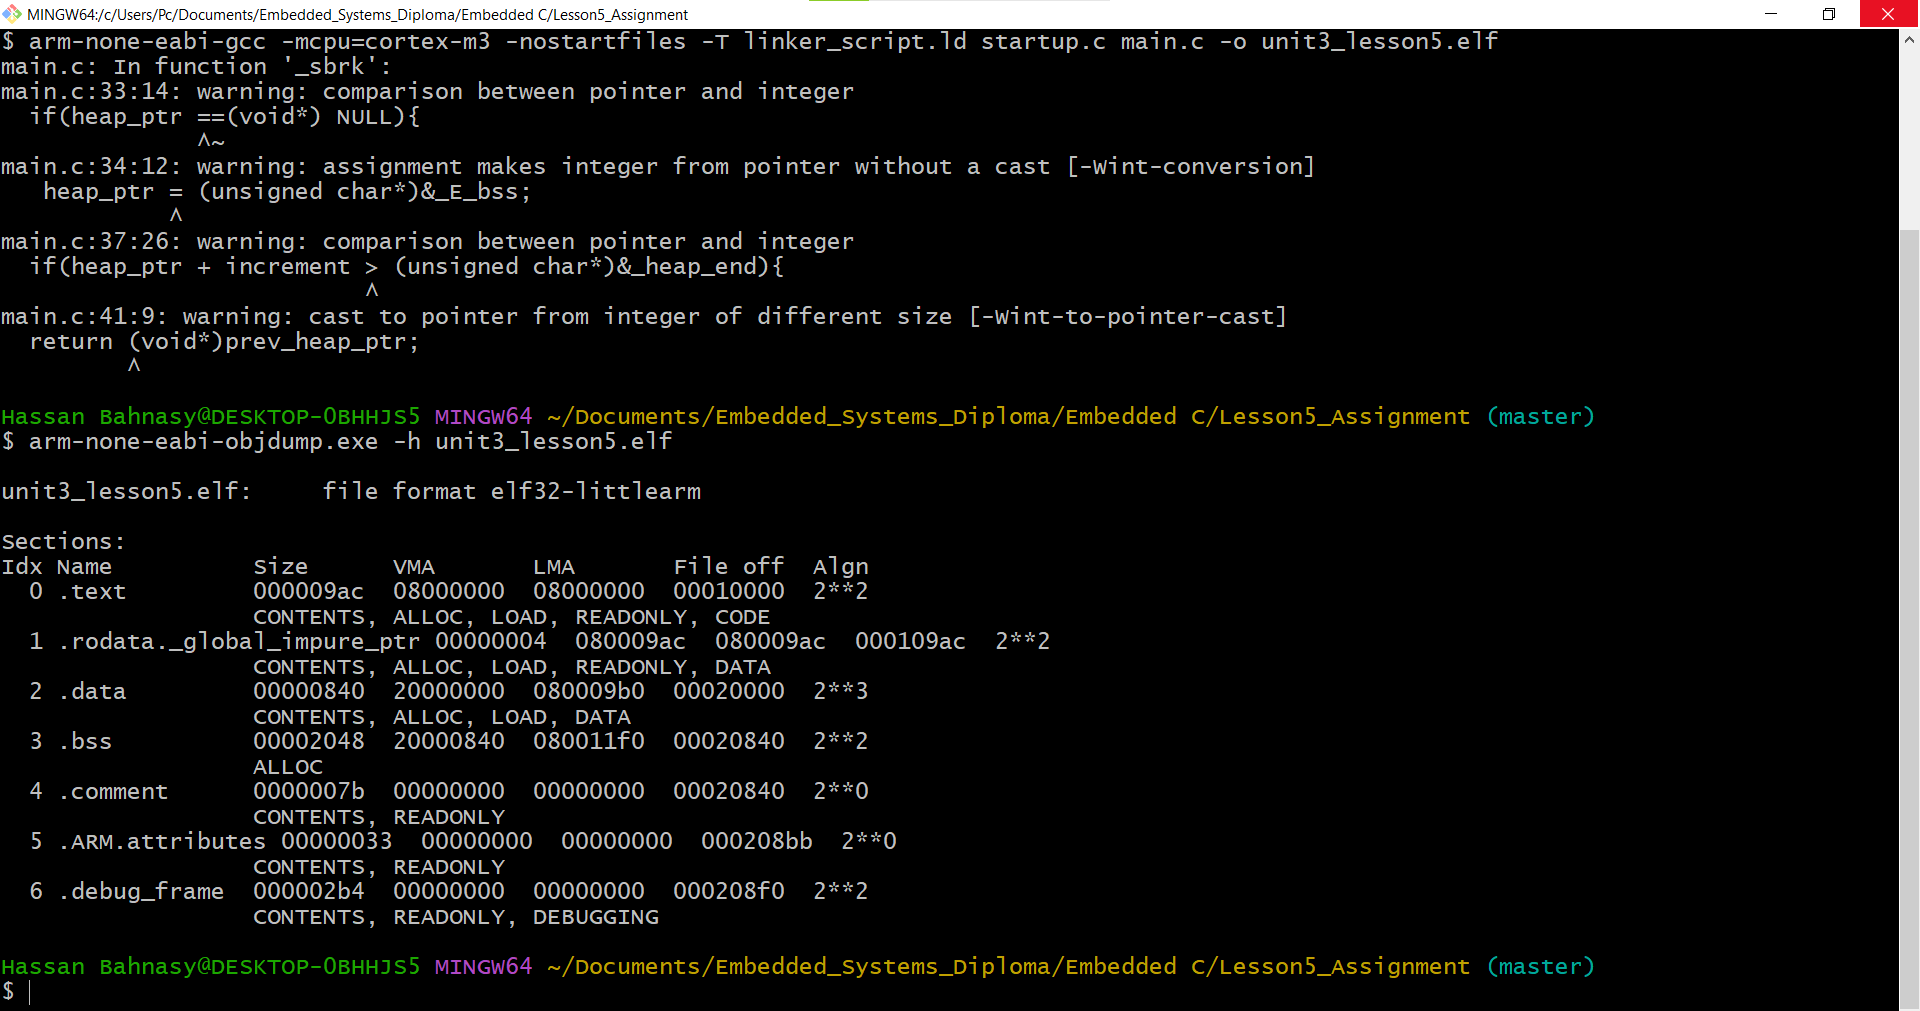 MINGW64:/c/Users/Pc/Documents/Embedded_Systems_Diploma/Embedded C/Lesson5_Assignment
$ arm-none-eabi-gcc -mcpu=cortex-m3 -nostartfiles -T linker_script.ld startup.c main.c -o unit3_lesson5.elf
main.c: In function '_sbrk':
main.c:33:14: warning: comparison between pointer and integer
  if(heap_ptr ==(void*) NULL){
              ^~
main.c:34:12: warning: assignment makes integer from pointer without a cast [-Wint-conversion]
   heap_ptr = (unsigned char*)&_E_bss;
            ^
main.c:37:26: warning: comparison between pointer and integer
  if(heap_ptr + increment > (unsigned char*)&_heap_end){
                          ^
main.c:41:9: warning: cast to pointer from integer of different size [-Wint-to-pointer-cast]
  return (void*)prev_heap_ptr;
         ^
Hassan Bahnasy@DESKTOP-0BHHJS5 MINGW64 ~/Documents/Embedded_Systems_Diploma/Embedded C/Lesson5_Assignment (master)
$ arm-none-eabi-objdump.exe -h unit3_lesson5.elf
unit3_lesson5.elf:     file format elf32-littlearm
Sections:
Idx Name          Size      VMA       LMA       File off  Algn
  0 .text         000009ac  08000000  08000000  00010000  2**2
                  CONTENTS, ALLOC, LOAD, READONLY, CODE
  1 .rodata._global_impure_ptr 00000004  080009ac  080009ac  000109ac  2**2
                  CONTENTS, ALLOC, LOAD, READONLY, DATA
  2 .data         00000840  20000000  080009b0  00020000  2**3
                  CONTENTS, ALLOC, LOAD, DATA
  3 .bss          00002048  20000840  080011f0  00020840  2**2
                  ALLOC
  4 .comment      0000007b  00000000  00000000  00020840  2**0
                  CONTENTS, READONLY
  5 .ARM.attributes 00000033  00000000  00000000  000208bb  2**0
                  CONTENTS, READONLY
  6 .debug_frame  000002b4  00000000  00000000  000208f0  2**2
                  CONTENTS, READONLY, DEBUGGING
Hassan Bahnasy@DESKTOP-0BHHJS5 MINGW64 ~/Documents/Embedded_Systems_Diploma/Embedded C/Lesson5_Assignment (master)
$